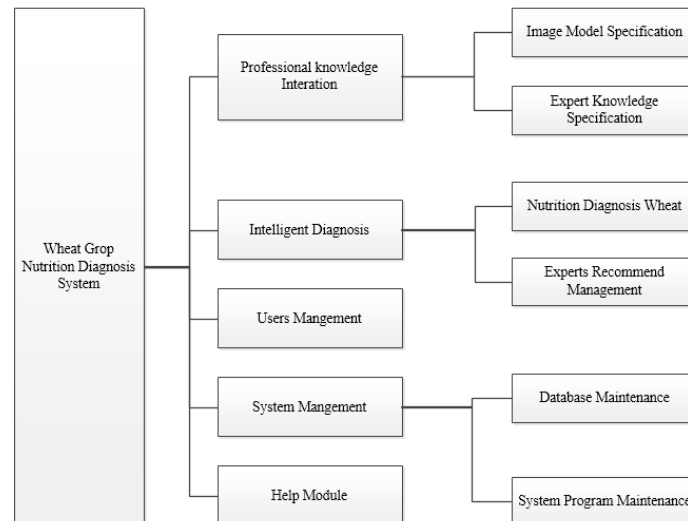 Wheat Grop
Nutrition Diagnosis
System
Professional knowledge
Interation
Image Model Specification
Expert Knowledge
Specification
Intelligent Diagnosis
Nutrition Diagnosis Wheat
Experts Recommend
Management
Users Mangement
System Mangement
Database Maintenance
System Program Maintenance
Help Module